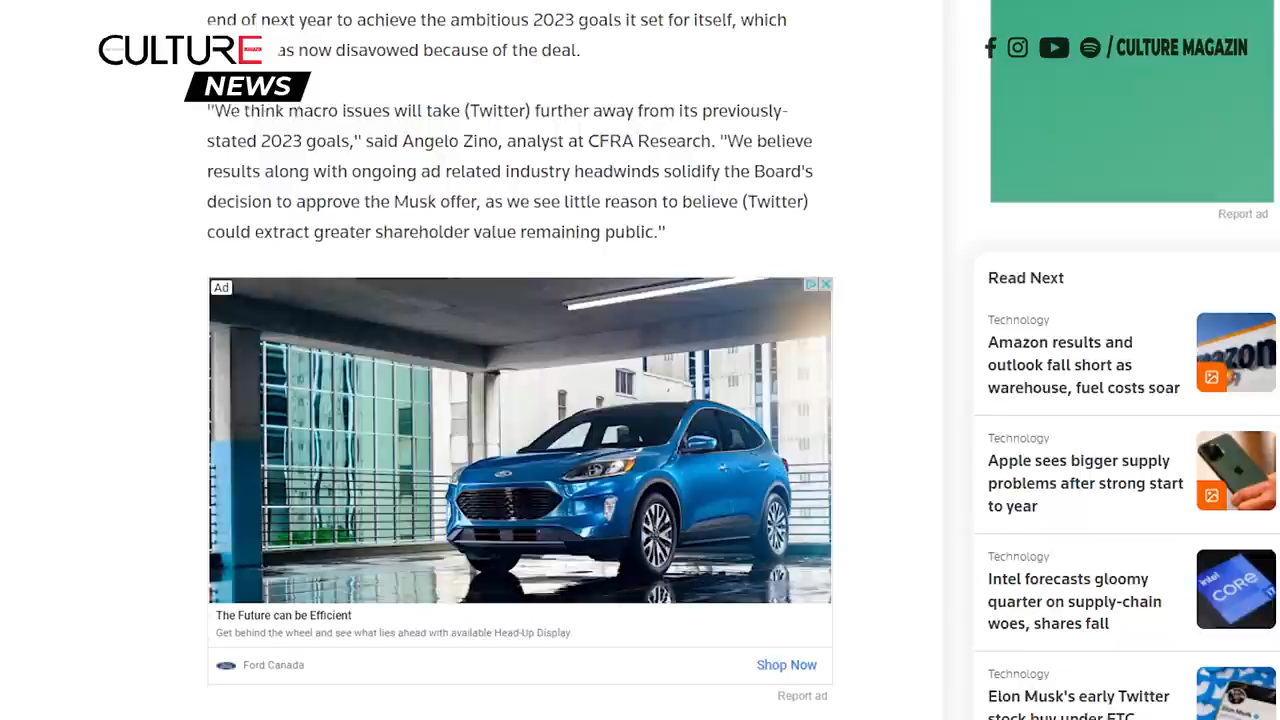 end of next year to achieve the ambitious 2023 goals it set for itself, which
as now disavowed because of the deal.
CULTURE
NEWS
/ CULTURE MAGAZIN
"We think macro issues will take (Twitter) further away from its previously-
stated 2023 goals," said Angelo Zino, analyst at CFRA Research. "We believe
results along with ongoing ad related industry headwinds solidify the Board's
decision to approve the Musk offer, as we see little reason to believe (Twitter)
could extract greater shareholder value remaining public."
Ad
The Future can be Efficient
Get behind the wheel and see what lies ahead with available Head-Up Display
Ford Canada
Shop Now
Report ad
Report ad
Read Next
Technology
Amazon results and
outlook fall short as
warehouse, fuel costs soar
azon
Technology
Apple sees bigger supply
problems after strong start
to year
Technology
Intel forecasts gloomy
quarter on supply-chain
woes, shares fall
intel
CORE
Technology
Elon Musk's early Twitter
stock buy under FTC